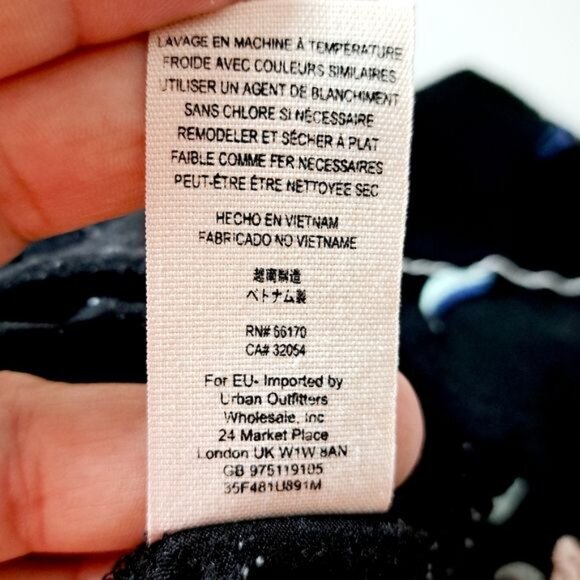 LAVAGE EN MACHINE À TEMPÉRATURE
FROIDE AVEC COULEURS SIMILAIRES
UTILISER UN AGENT DE BLANCHIMENT
SANS CHLORE SI NÉCESSAIRE
REMODELER ET SÉCHER À PLAT
FAIBLE COMME FER NECESSAIRES
PEUT-ÊTRE ÊTRE NETTOYEE SEC
HECHO EN VIETNAM
FABRICADO NO VIETNAME
越南製造
ベトナム製
RN# 66170
CA# 32054
For EU- Imported by
Urban Outfitters
Wholesale, Inc
24 Market Place
London UK W1W 8AN
GB 975119105
35F481U891M